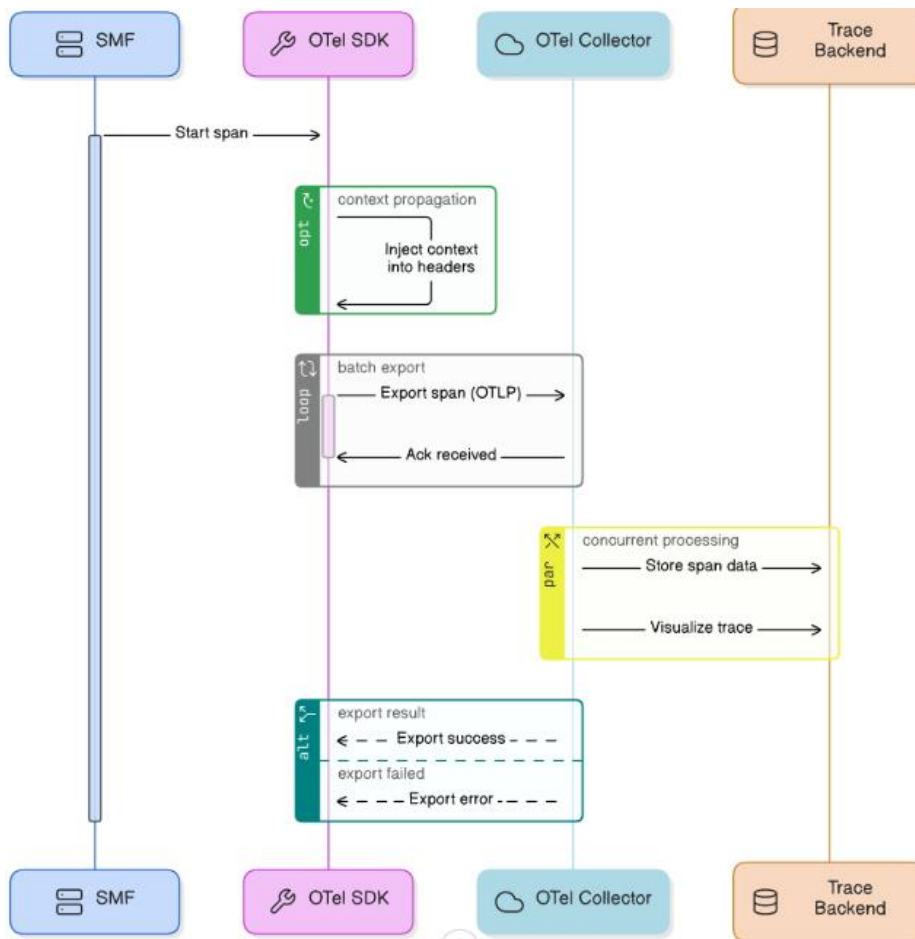 SMF
OTel SDK
OTel Collector
Trace
Backend
Start span
opt
context propagation
Inject context
into headers
loop
batch export
Export span (OTLP)
Ack received
par
concurrent processing
Store span data
Visualize trace
alt
export result
Export success
export failed
Export error
SMF
OTel SDK
OTel Collector
Trace
Backend